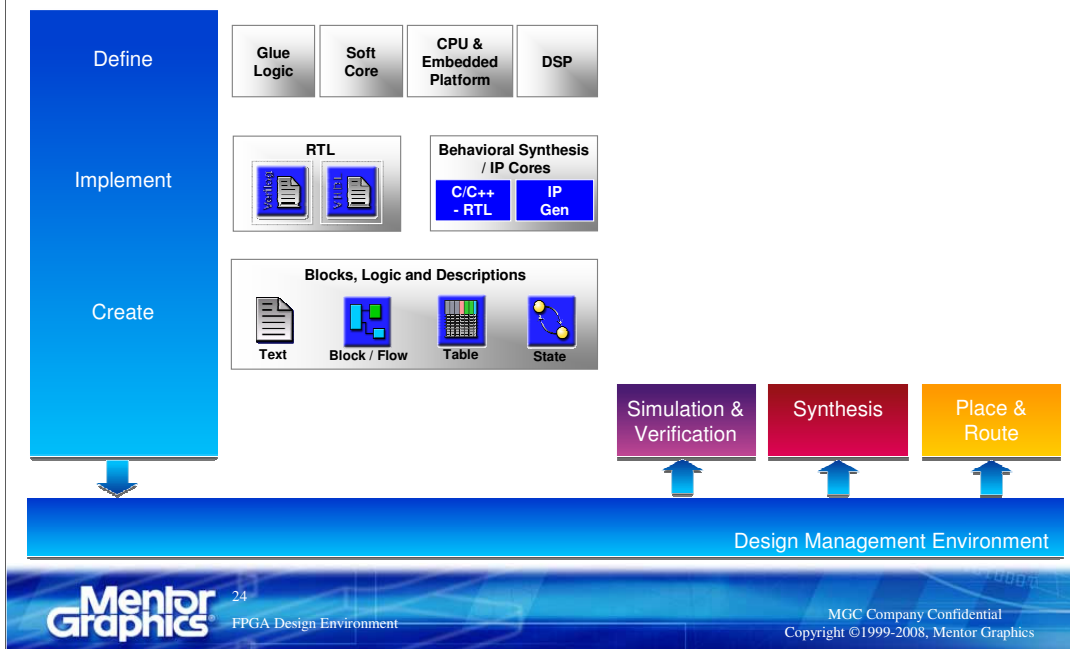 Define
Glue
Logic
Soft
Core
CPU &
Embedded
Platform
DSP
Implement
RTL
Verilog
VHDL
Behavioral Synthesis
/ IP Cores
C/C++
- RTL
IP
Gen
Create
Blocks, Logic and Descriptions
Text
Block / Flow
Table
State
Simulation &
Verification
Synthesis
Place &
Route
Design Management Environment
Mentor
Graphics®
24
FPGA Design Environment
MGC Company Confidential
Copyright ©1999-2008, Mentor Graphics